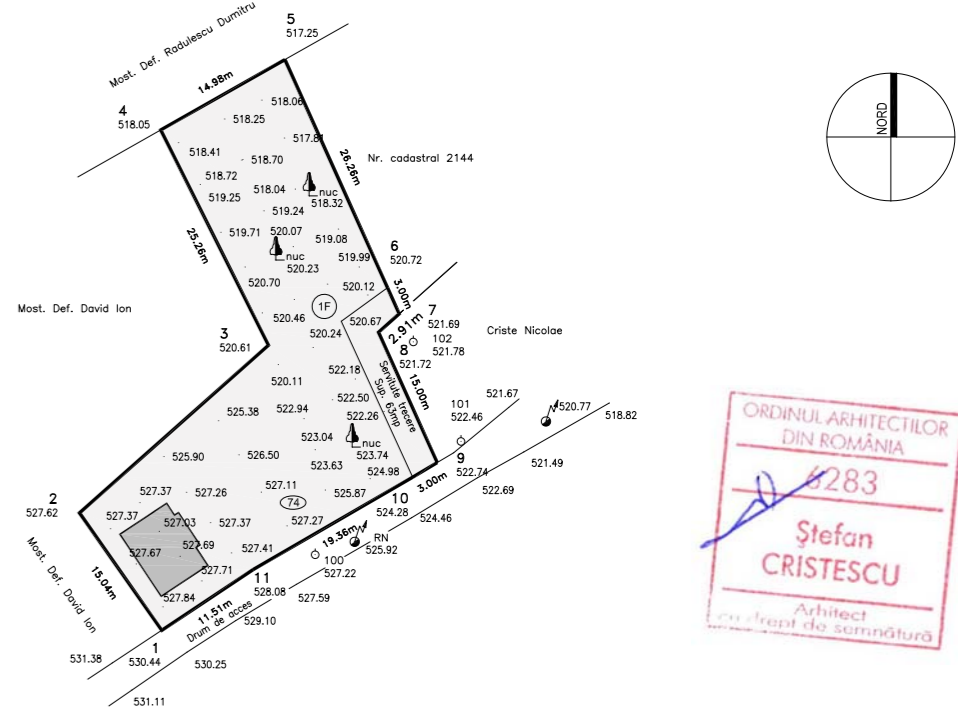 5
517.25
Most. Def. Radulescu Dumitru
14.98m
4
518.05
518.06
518.25
517.81
518.41
518.70
Nr. cadastral 2144
26.26m
518.72
518.04
nuc
519.25
518.32
519.24
519.71
520.07
519.08
25.26m
nuc
519.99
6
520.72
520.23
520.70
520.12
3.00m
Most. Def. David Ion
1F
520.46
520.67
7
521.69
2.91m
Criste Nicolae
3
520.61
520.24
102
521.78
8
521.72
522.18
Servitute trecere
Sup. 63mp
15.00m
520.11
522.50
521.67
525.38
522.94
522.26
101
522.46
520.77
518.82
523.04
nuc
525.90
526.50
523.63
523.74
9
522.74
521.49
524.98
3.00m
522.69
527.37
527.26
527.11
525.87
10
2
527.62
74
524.28
527.37
527.03
527.37
527.27
524.46
19.36m
RN
525.92
527.67
527.69
527.41
100
527.22
Most. Def. David Ion
15.04m
527.71
11
528.08
527.59
527.84
11.51m
Drum de acces
529.10
1
531.38
530.44
530.25
531.11
NORD
ORDINUL ARHITECTILOR
DIN ROMÂNIA
6283
Ştefan
CRISTESCU
Arhitect
cu drept de semnătură